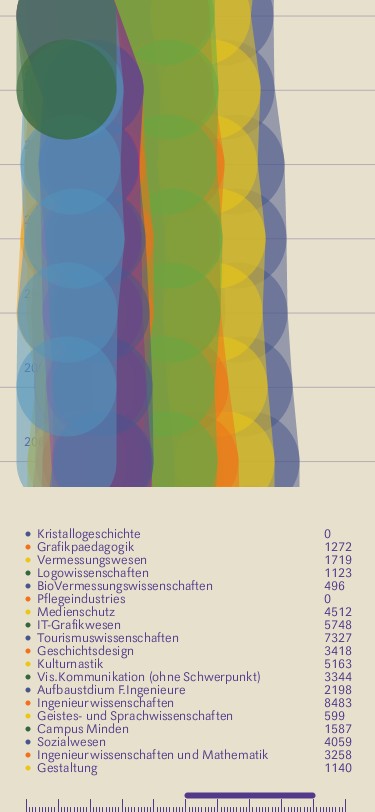 20
20
Kristallogeschichte 0
Grafikpaedagogik 1272
Vermessungswesen 1719
Logowissenschaften 1123
BioVermessungswissenschaften 496
Pflegeindustries 0
Medienschutz 4512
IT-Grafikwesen 5748
Tourismuswissenschaften 7327
Geschichtsdesign 3418
Kulturnastik 5163
Vis.Kommunikation (ohne Schwerpunkt) 3344
Aufbaustdium F.Ingenieure 2198
Ingenieurwissenschaften 8483
Geistes- und Sprachwissenschaften 599
Campus Minden 1587
Sozialwesen 4059
Ingenieurwissenschaften und Mathematik 3258
Gestaltung 1140